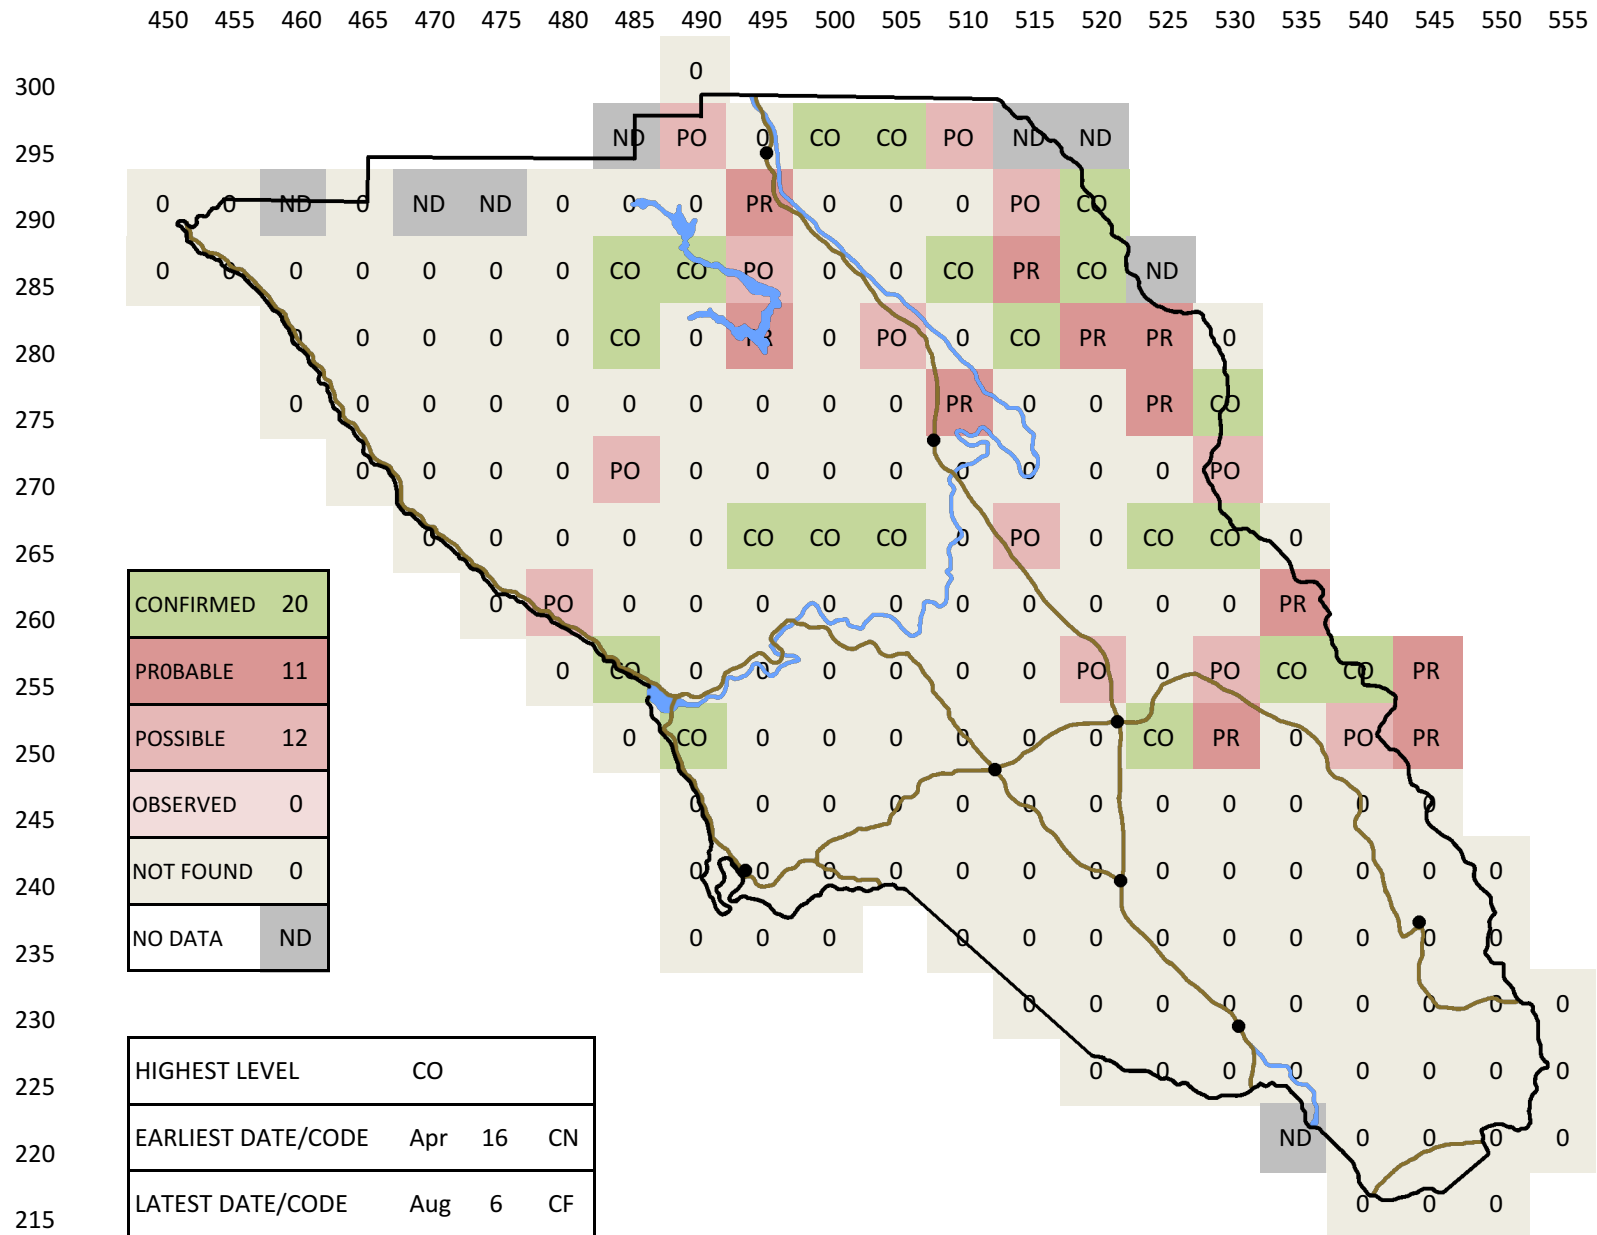 450 455 460 465 470 475 480 485 490 495 500 505 510 515 520 525 530 535 540 545 550 555
300 0
295 ND PO 0 CO CO PO ND ND
290 0 0 ND 0 ND ND 0 0 PR 0 0 0 PO CO
285 0 0 0 0 0 0 0 CO CO PO 0 0 CO PR CO ND
280 0 0 0 0 0 CO 0 PR 0 PO 0 CO PR PR 0
275 0 0 0 0 0 0 0 0 0 0 PR 0 0 PR CO
270 0 0 0 0 PO 0 0 0 0 0 0 0 0 PO
265 0 0 0 0 0 CO CO CO 0 PO 0 CO CO 0
260 CONFIRMED 20 0 PO 0 0 0 0 0 0 0 0 0 0 PR
255 PR0BABLE 11 0 CO 0 0 0 0 0 0 PO 0 PO CO CO PR
250 POSSIBLE 12 0 CO 0 0 0 0 0 0 CO PR 0 PO PR
245 OBSERVED 0 0 0 0 0 0 0 0 0 0 0 0 0
240 NOT FOUND 0 0 0 0 0 0 0 0 0 0 0 0 0 0
235 NO DATA ND 0 0 0 0 0 0 0 0 0 0 0 0
230 0 0 0 0 0 0 0 0 0
225 HIGHEST LEVEL CO 0 0 0 0 0 0 0 0
220 EARLIEST DATE/CODE Apr 16 CN ND 0 0 0 0
215 LATEST DATE/CODE Aug 6 CF 0 0 0